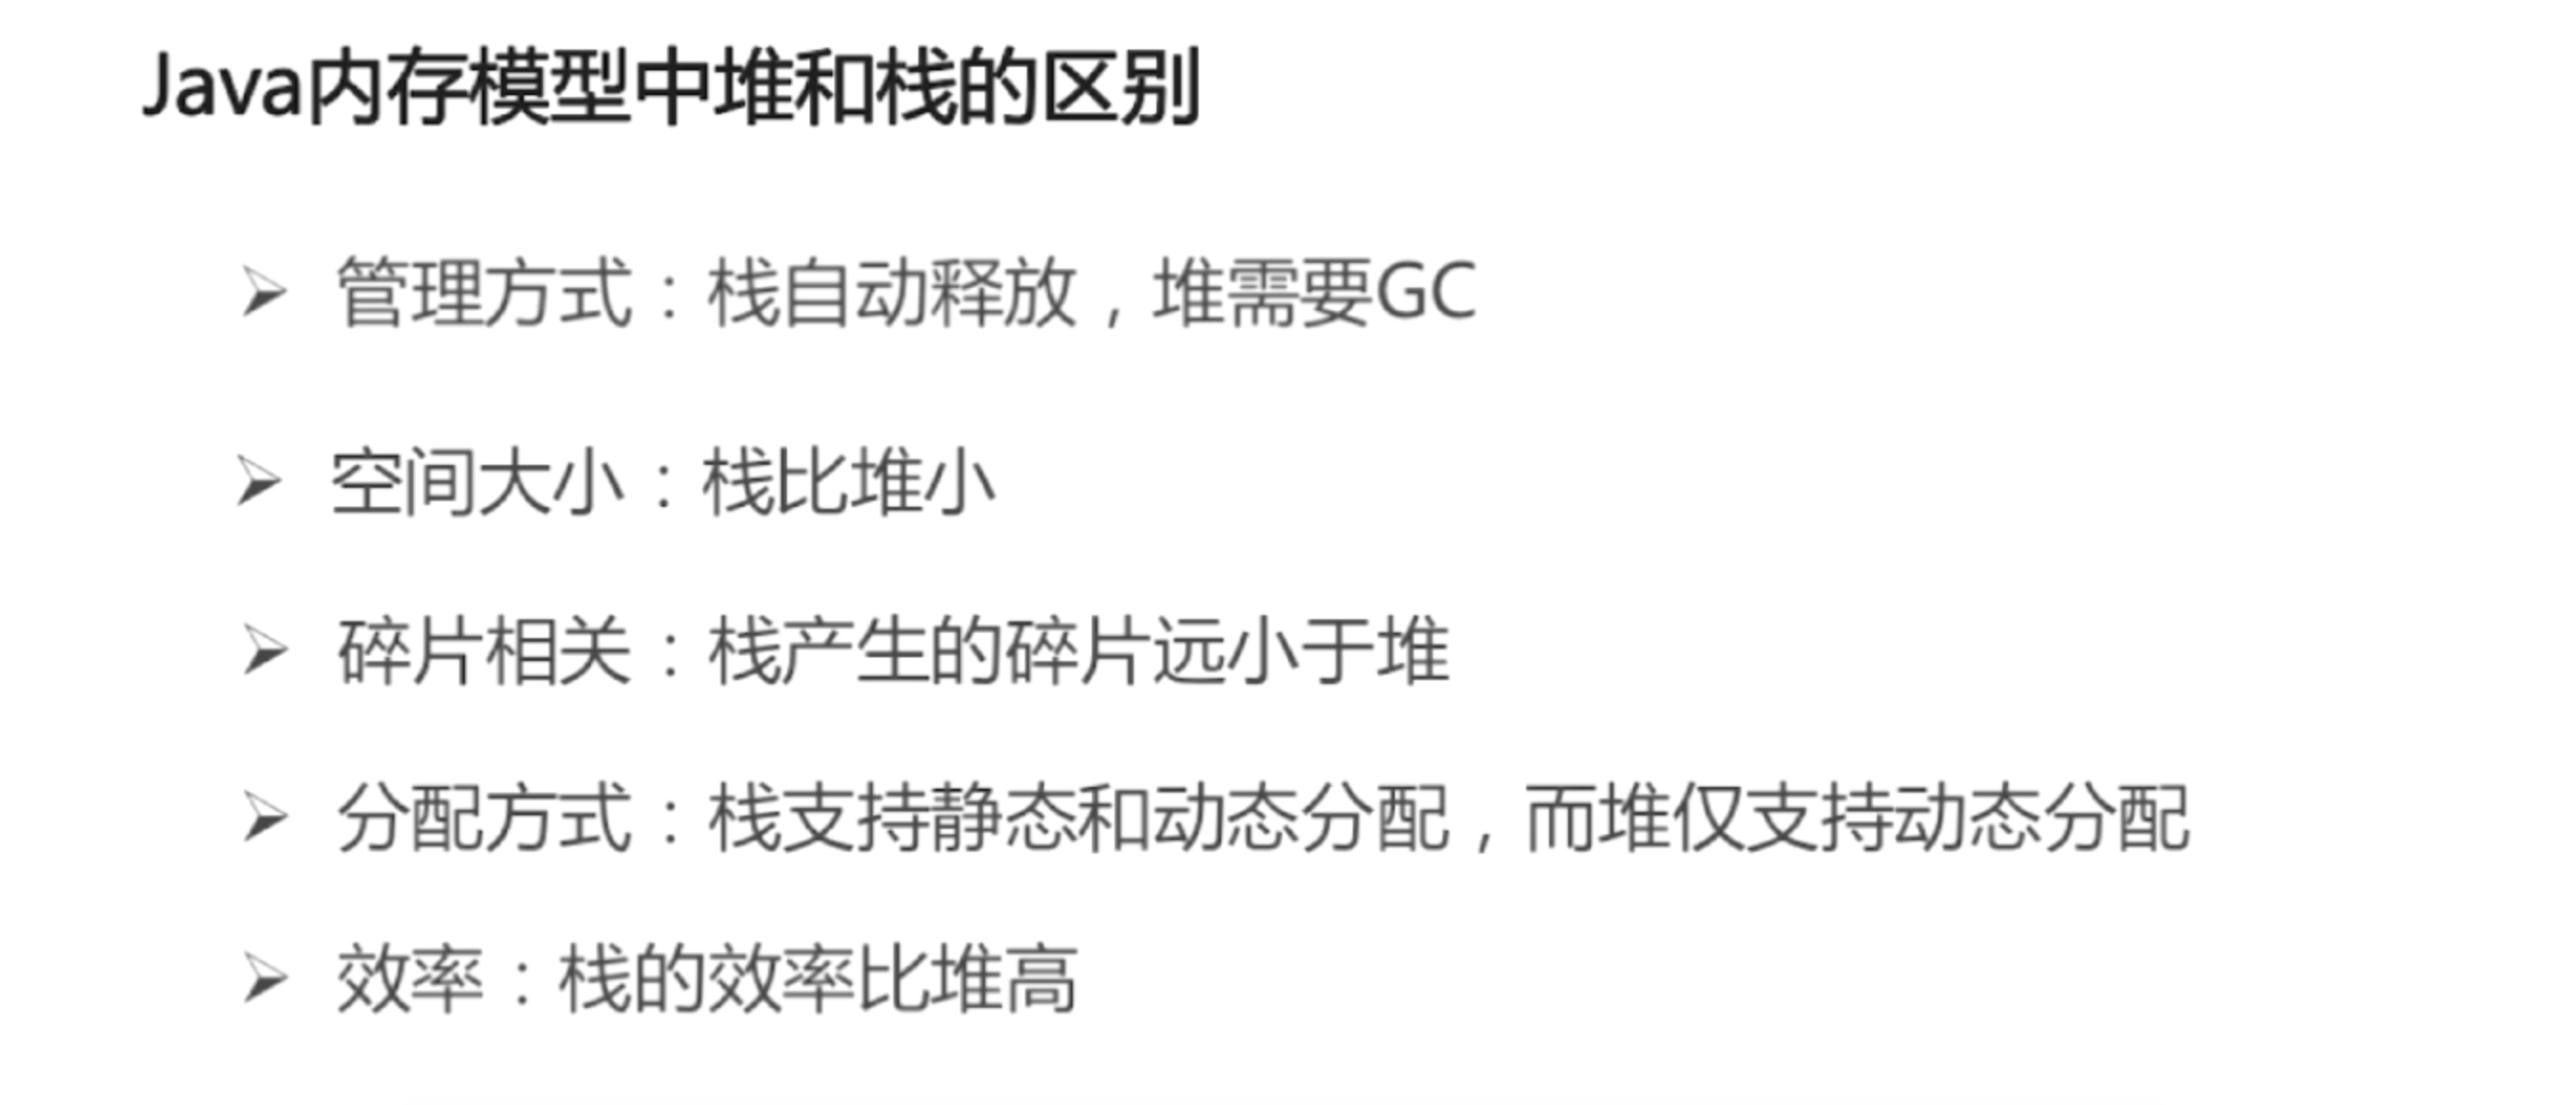 Java内存模型中堆和栈的区别
管理方式：栈自动释放，堆需要GC
空间大小：栈比堆小
碎片相关：栈产生的碎片远小于堆
分配方式：栈支持静态和动态分配，而堆仅支持动态分配
效率：栈的效率比堆高